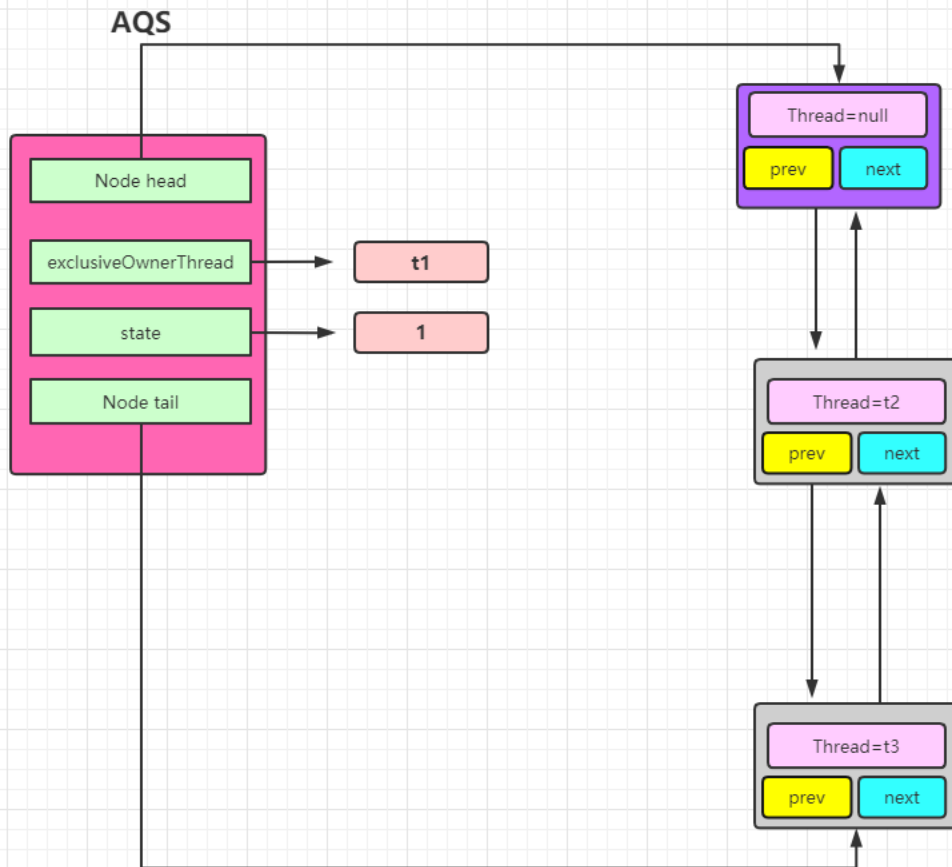 AQS
Node head
exclusiveOwnerThread
t1
state
1
Node tail
Thread=null
prev next
Thread=t2
prev next
Thread=t3
prev next